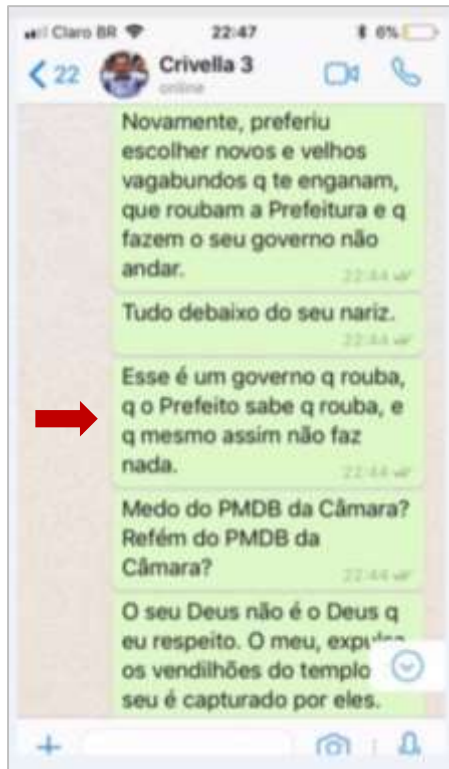 Claro BR 22:47 6%
22 Crivella 3
online
Novamente, preferiu
escolher novos e velhos
vagabundos q te enganam,
que roubam a Prefeitura e q
fazem o seu governo não
andar.
22:44
Tudo debaixo do seu nariz.
22:44
Esse é um governo q rouba,
q o Prefeito sabe q rouba, e
q mesmo assim não faz
nada.
22:44
Medo do PMDB da Câmara?
Refém do PMDB da
Câmara?
22:44
O seu Deus não é o Deus q
eu respeito. O meu,
os vendilhões do templo
seu é capturado por eles.